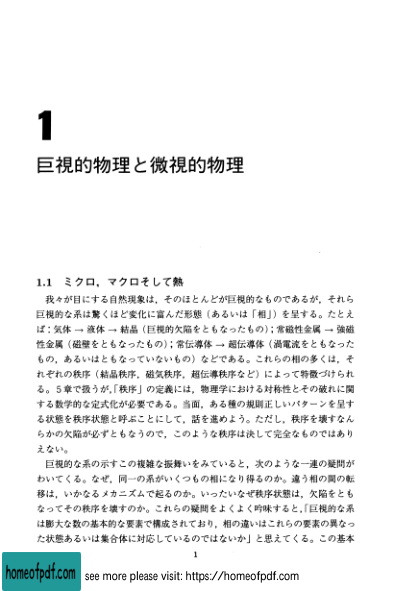 1
巨視的物理と微視的物理
1.1 ミクロ，マクロそして熱
我々が目にする自然現象は，そのほとんどが巨視的なものであるが，それら
巨視的な系は驚くほど変化に富んだ形態（あるいは「相」）を呈する。たとえ
ば：気体 → 液体 → 結晶（巨視的欠陥をともなったもの）；常磁性金属 → 強磁
性金属（磁壁をともなったもの）；常伝導体 → 超伝導体（渦電流をともなった
もの，あるいはともなっていないもの）などである。これらの相の多くは，そ
れぞれの秩序（結晶秩序，磁気秩序，超伝導秩序など）によって特徴づけられ
る。5章で扱うが，「秩序」の定義には，物理学における対称性とその破れに関
する数学的な定式化が必要である。当面，ある種の規則正しいパターンを呈す
る状態を秩序状態と呼ぶことにして，話を進めよう。ただし，秩序を壊すなん
らかの欠陥が必ずともなうので，このような秩序は決して完全なものではあり
えない。
巨視的な系の示すこの複雑な振舞いをみていると，次のような一連の疑問が
わいてくる。なぜ，同一の系がいくつもの相になり得るのか。違う相の間の転
移は，いかなるメカニズムで起るのか。いったいなぜ秩序状態は，欠陥をとも
なってその秩序を壊すのか。これらの疑問をよくよく吟味すると，「巨視的な系
は膨大な数の基本的な要素で構成されており，相の違いはこれらの要素の異なっ
た状態あるいは集合体に対応しているのではないか」と思えてくる。この基本
1
homeofpdf.com
see more please visit: https://homeofpdf.com